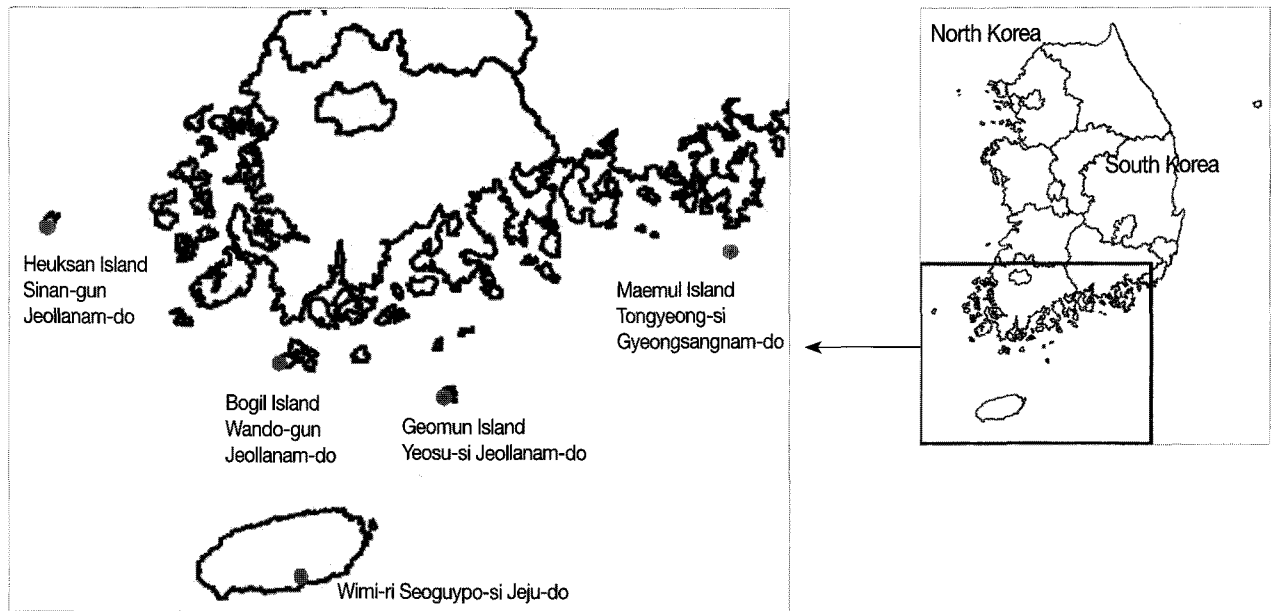 North Korea
South Korea
Heuksan Island
Sinan-gun
Jeollanam-do
Maemul Island
Tongyeong-si
Gyeongsangnam-do
Bogil Island
Wando-gun
Jeollanam-do
Geomun Island
Yeosu-si Jeollanam-do
Wimi-ri Seoguypo-si Jeju-do